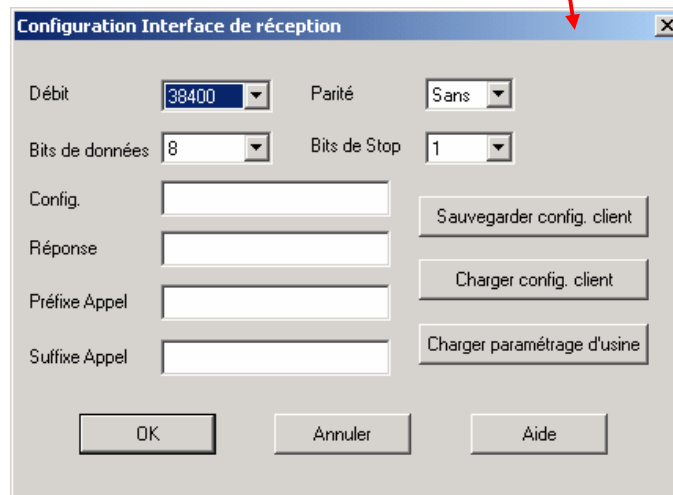 Configuration Interface de réception
Débit 38400 Parité Sans
Bits de données 8 Bits de Stop 1
Config.
Sauvegarder config. client
Réponse
Charger config. client
Préfixe Appel
Charger paramétrage d'usine
Suffixe Appel
OK Annuler Aide